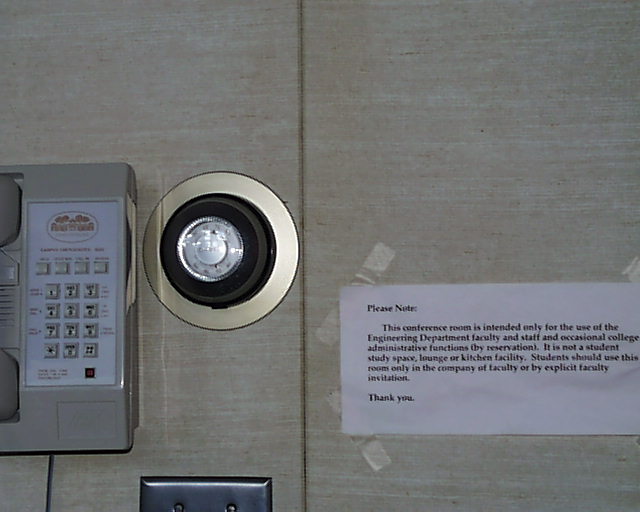 Please Note:
This conference room is intended only for the use of the
Engineering Department faculty and staff and occasional college
administrative functions (by reservation). It is not a student
study space, lounge or kitchen facility. Students should use this
room only in the company of faculty or by explicit faculty
invitation.
Thank you.